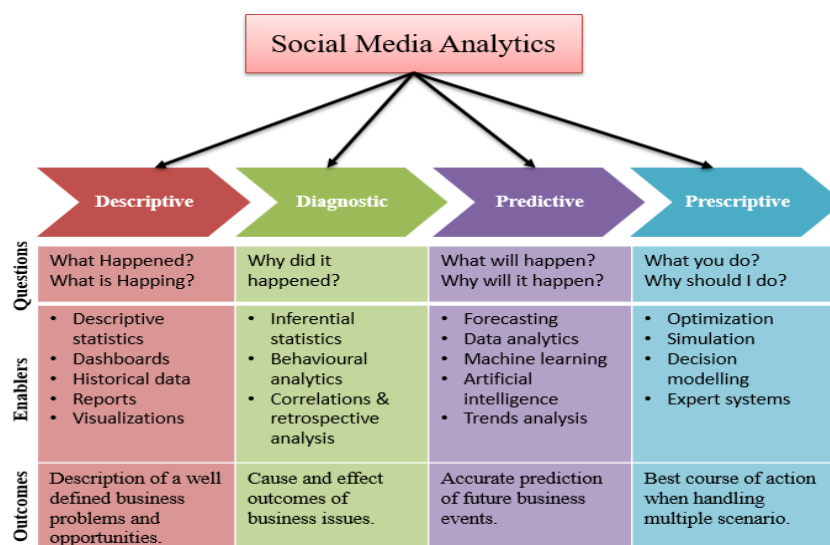 Social Media Analytics
Descriptive
Diagnostic
Predictive
Prescriptive
Questions
What Happened?
What is Happing?
Why did it
happened?
What will happen?
Why will it happen?
What you do?
Why should I do?
Enablers
• Descriptive
statistics
• Dashboards
• Historical data
• Reports
• Visualizations
• Inferential
statistics
• Behavioural
analytics
• Correlations &
retrospective
analysis
• Forecasting
• Data analytics
• Machine learning
• Artificial
intelligence
• Trends analysis
• Optimization
• Simulation
• Decision
modelling
• Expert systems
Outcomes
Description of a well
defined business
problems and
opportunities.
Cause and effect
outcomes of
business issues.
Accurate prediction
of future business
events.
Best course of action
when handling
multiple scenario.